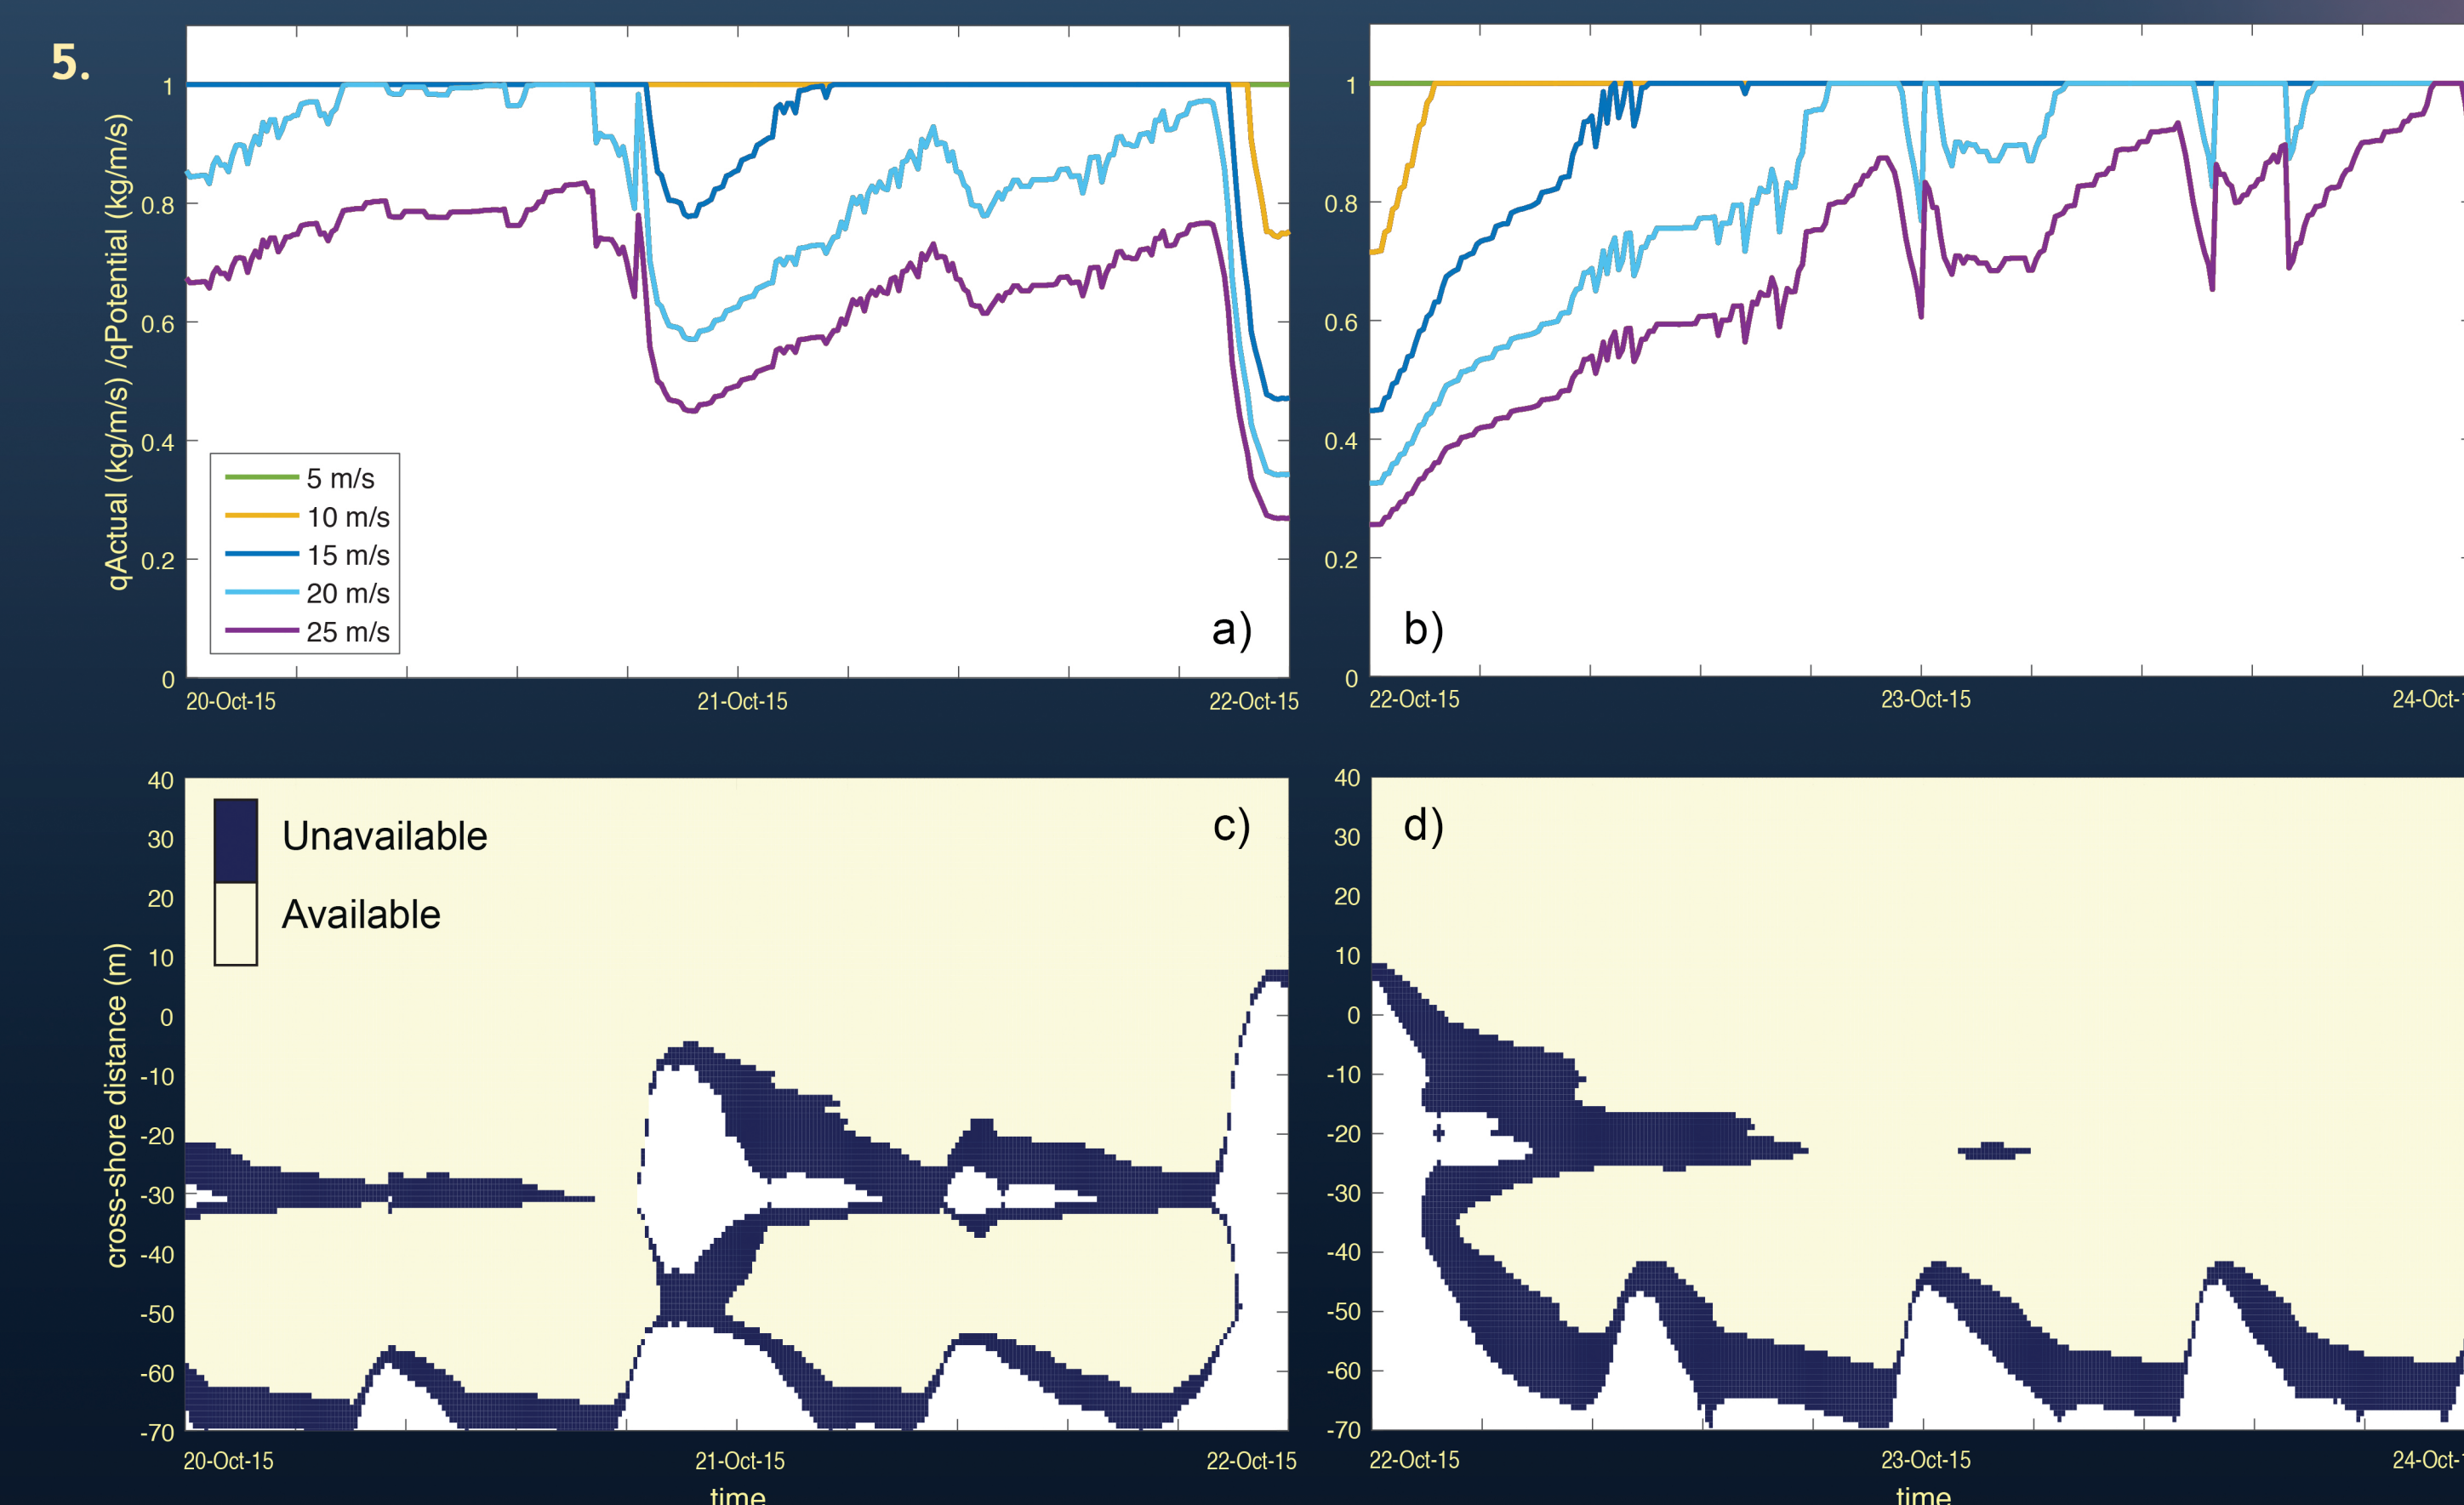 5.
qActual (kg/m/s) /qPotential (kg/m/s)
1
0.8
0.6
0.4
0.2
0
5 m/s
10 m/s
15 m/s
20 m/s
25 m/s
a)
20-Oct-15
21-Oct-15
22-Oct-15
1
0.8
0.6
0.4
0.2
0
b)
22-Oct-15
23-Oct-15
24-Oct-
cross-shore distance (m)
40
30
20
10
0
-10
-20
-30
-40
-50
-60
-70
Unavailable
Available
c)
20-Oct-15
21-Oct-15
22-Oct-15
time
40
30
20
10
0
-10
-20
-30
-40
-50
-60
-70
d)
22-Oct-15
23-Oct-15
24-Oct-
time